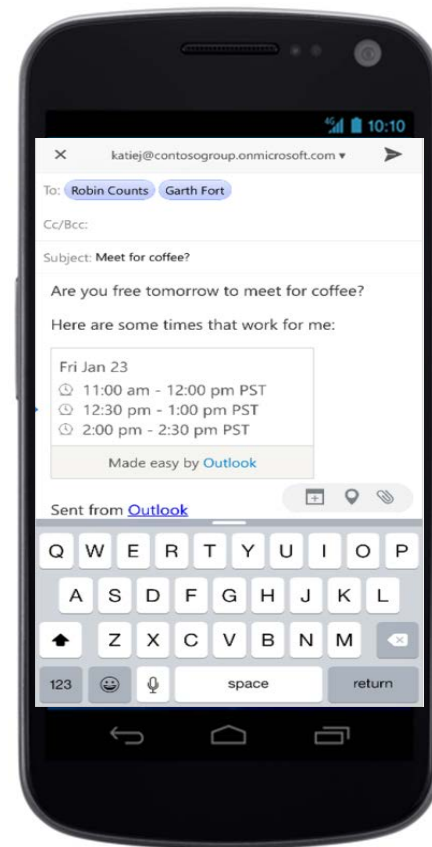 4G 10:10
katiej@contosogroup.onmicrosoft.com
To: Robin Counts Garth Fort
Cc/Bcc:
Subject: Meet for coffee?
Are you free tomorrow to meet for coffee?
Here are some times that work for me:
Fri Jan 23
11:00 am - 12:00 pm PST
12:30 pm - 1:00 pm PST
2:00 pm - 2:30 pm PST
Made easy by Outlook
Sent from Outlook
Q W E R T Y U I O P
A S D F G H J K L
Z X C V B N M
123 space return